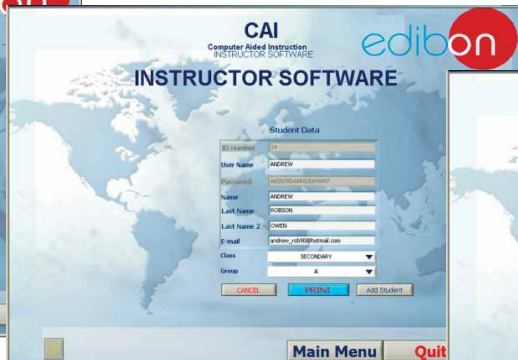 CAI
Computer Aided Instruction
INSTRUCTOR SOFTWARE
edibon
INSTRUCTOR SOFTWARE
Student Data
ID number 24
User Name ANDREW
Password
Name ANDREW
Last Name ROBSON
Last Name 2 OWEN
E-mail andrew_rob90@hotmail.com
Class SECONDARY
Group A
CANCEL PRINT Add Student
Main Menu Quit